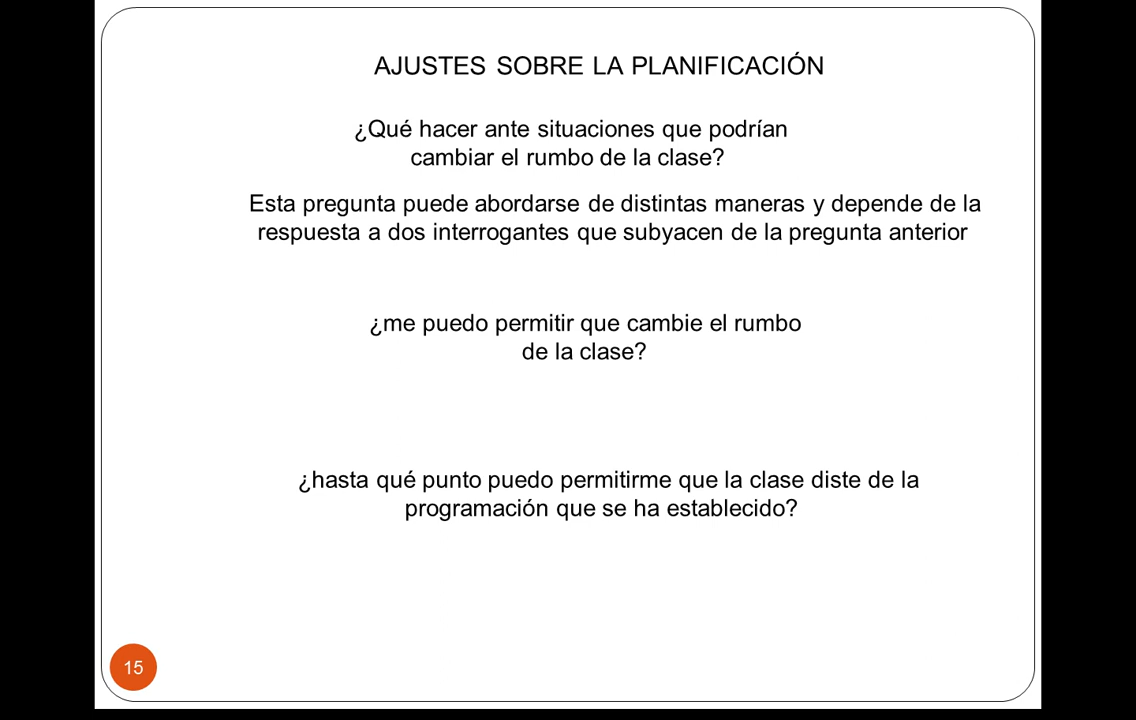 AJUSTES SOBRE LA PLANIFICACIÓN
¿Qué hacer ante situaciones que podrían
cambiar el rumbo de la clase?
Esta pregunta puede abordarse de distintas maneras y depende de la
respuesta a dos interrogantes que subyacen de la pregunta anterior
¿me puedo permitir que cambie el rumbo
de la clase?
¿hasta qué punto puedo permitirme que la clase diste de la
programación que se ha establecido?
15